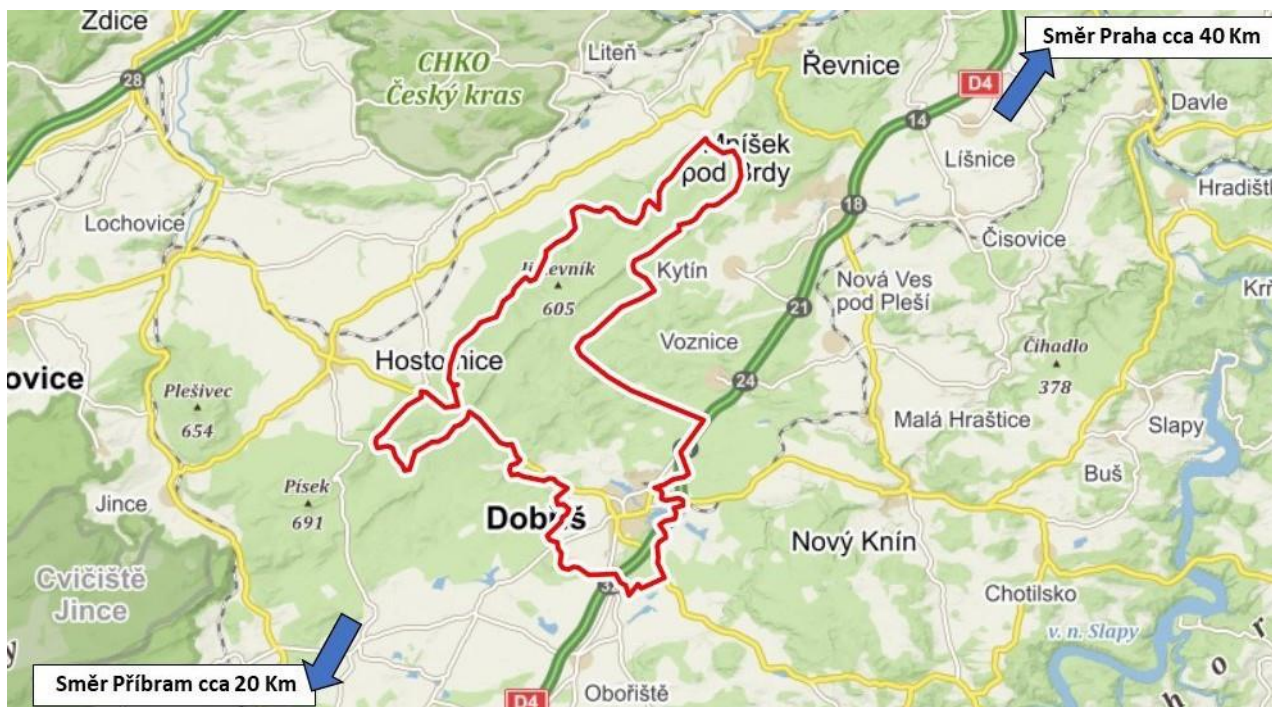 Zdice
Směr Praha cca 40 Km
28
Liteň
CHKO
Český kras
Řevnice
D4
Davle
14
Mníšek
pod Brdy
Líšnice
Hradišt
Lochovice
18
Čisovice
Kytín
605
Nová Ves
pod Pleší
21
Voznice
Čihadlo
378
Hostomice
ovice
Plešivec
654
24
Malá Hraštice
Slapy
Buš
Písek
691
Jince
Dobříš
Nový Knín
Cvičiště
Jince
Chotilsko
v. n. Slapy
Směr Příbram cca 20 Km
D4
Obořiště
h
o
r